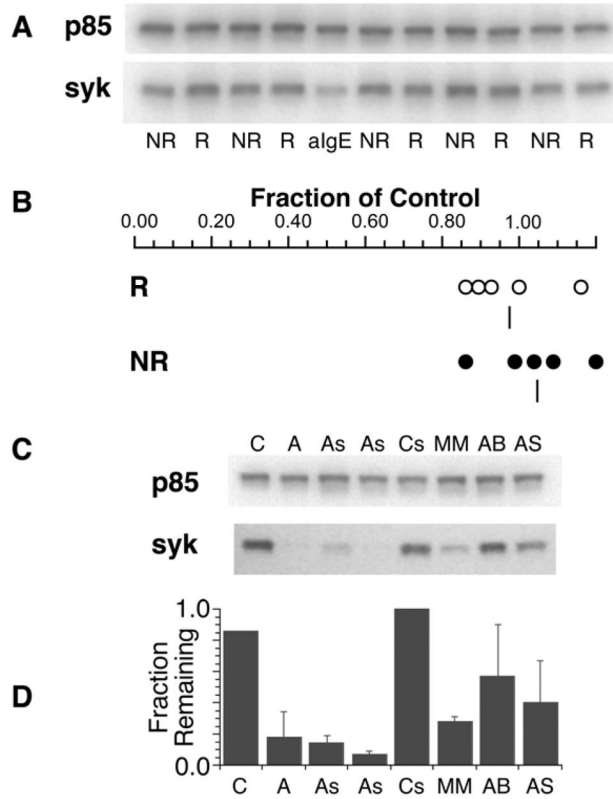 A
p85
syk
NR R NR R aIgE NR R NR R NR R
B
Fraction of Control
0.00 0.20 0.40 0.60 0.80 1.00
R
NR
C
C A As As Cs MM AB AS
p85
syk
D
Fraction
Remaining
1.0
0.0
C A As As Cs MM AB AS